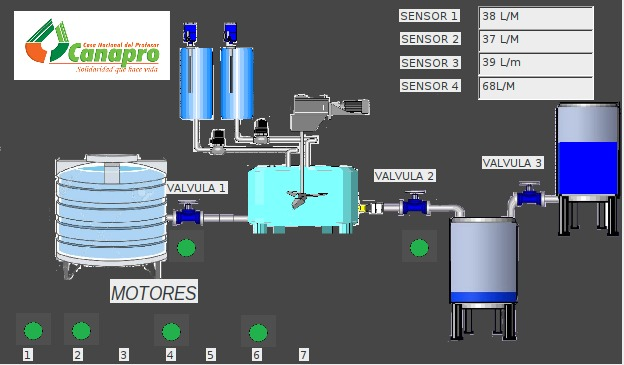 Casa Nacional del Profesor
Canapro
Solidaridad que hace vida
SENSOR 1 38 L/M
SENSOR 2 37 L/M
SENSOR 3 39 L/m
SENSOR 4 68L/M
VALVULA 3
VALVULA 1
VALVULA 2
MOTORES
1 2 3 4 5 6 7